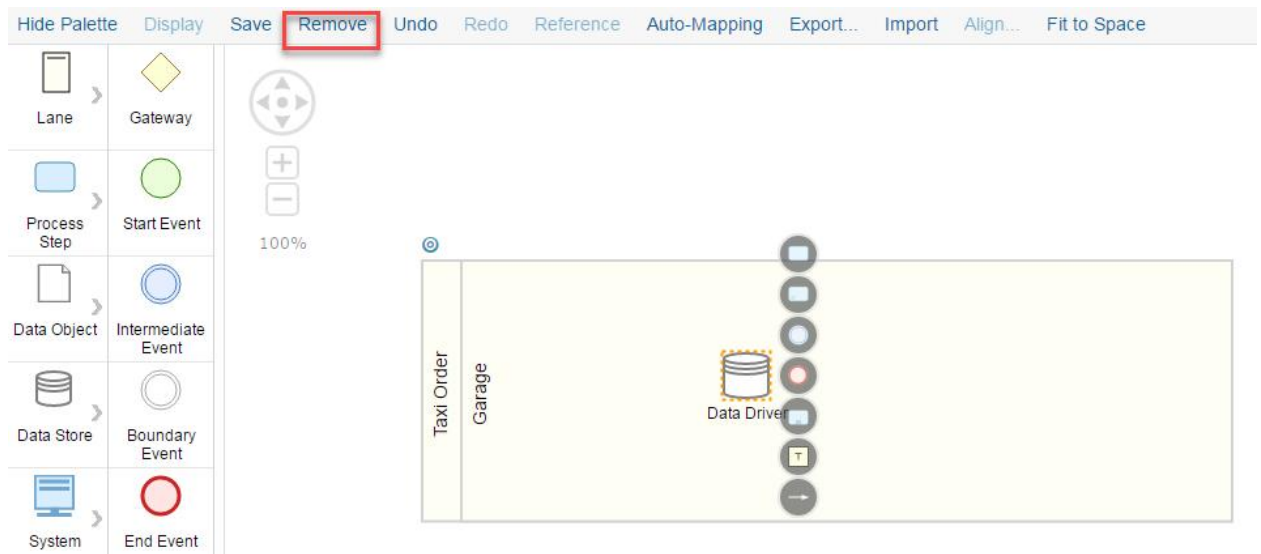 Hide Palette Display Save Remove Undo Redo Reference Auto-Mapping Export... Import Align... Fit to Space
Lane Gateway
Process
Step
Start Event
100%
Data Object Intermediate
Event
Taxi Order
Garage
Data Driver
T
Data Store Boundary
Event
System End Event